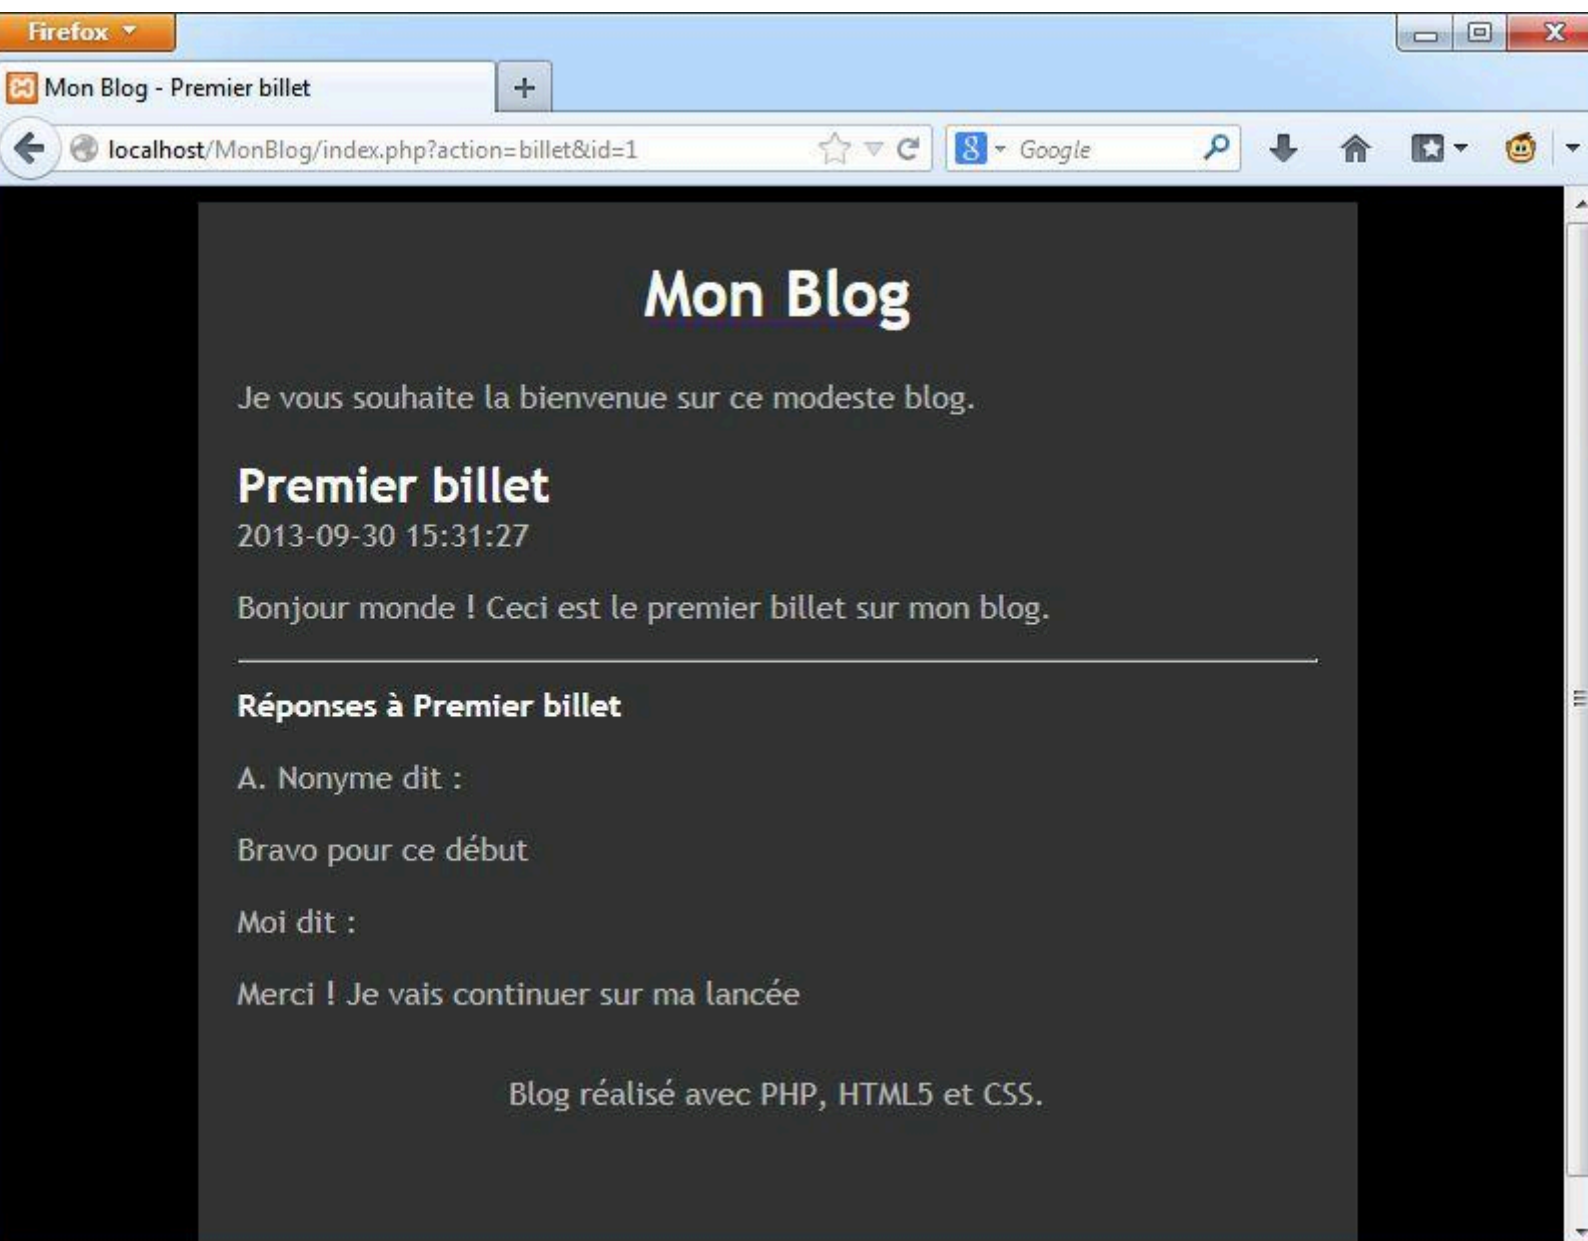 Firefox
Mon Blog - Premier billet
localhost/MonBlog/index.php?action=billet&id=1
8 Google
Mon Blog
Je vous souhaite la bienvenue sur ce modeste blog.
Premier billet
2013-09-30 15:31:27
Bonjour monde ! Ceci est le premier billet sur mon blog.
Réponses à Premier billet
A. Nonyme dit :
Bravo pour ce début
Moi dit :
Merci ! Je vais continuer sur ma lancée
Blog réalisé avec PHP, HTML5 et CSS.